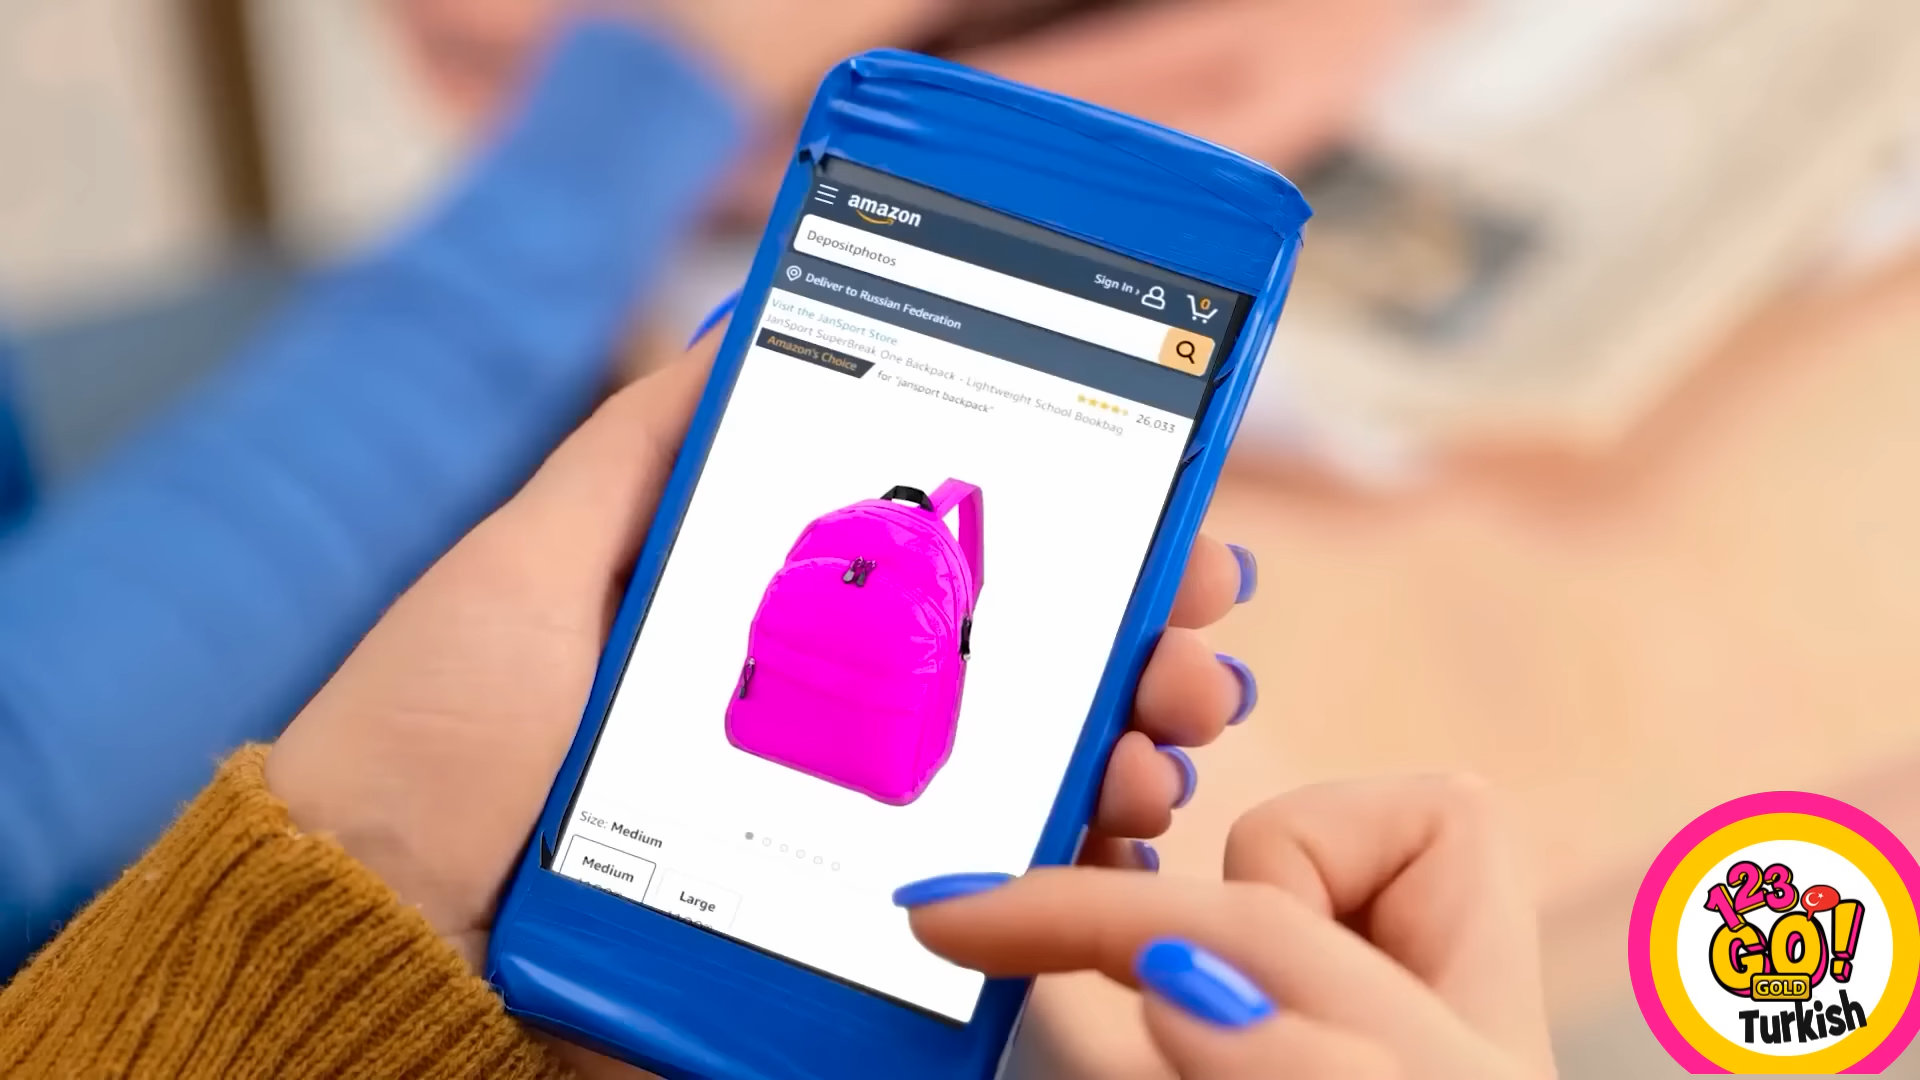 amazon
Sign In ›
0
Depositphotos
Deliver to Russian Federation
Visit the JanSport Store
26,033
JanSport SuperBreak One Backpack - Lightweight School Bookbag
Amazon's Choice
for "jansport backpack"
Size: Medium
Medium
Large
123
GO!
GOLD
Turkish